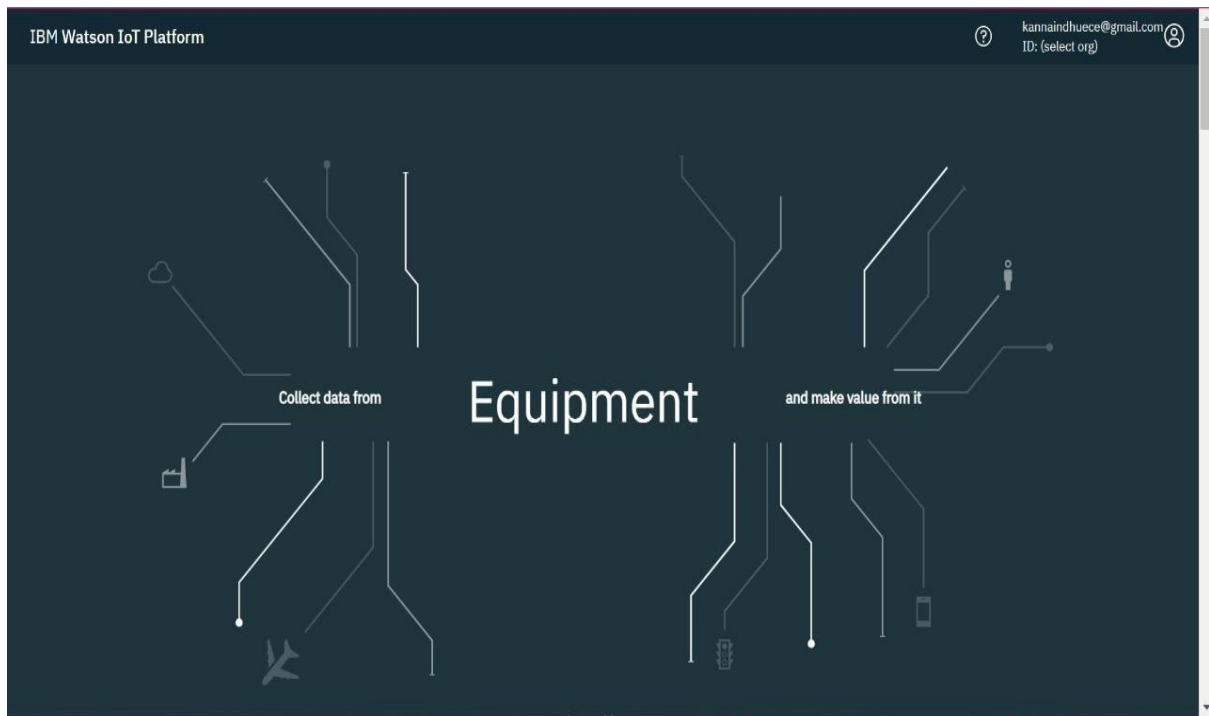 IBM Watson IoT Platform
?
kannaindhuece@gmail.com
ID: (select org)
Collect data from
Equipment
and make value from it